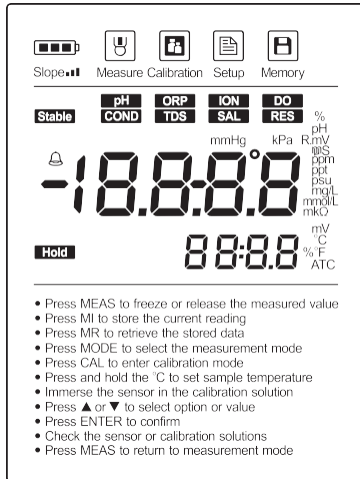 Slope Measure Calibration Setup Memory
pH ORP ION DO
Stable COND TDS SAL RES %
pH
mmHg kPa R.mV
mS
ppm
ppt
psu
mg/L
mmol/L
mkΩ
-18.8:8.8
mV
°C
Hold 88:8.8 % °F
ATC
• Press MEAS to freeze or release the measured value
• Press MI to store the current reading
• Press MR to retrieve the stored data
• Press MODE to select the measurement mode
• Press CAL to enter calibration mode
• Press and hold the °C to set sample temperature
• Immerse the sensor in the calibration solution
• Press ▲ or ▼ to select option or value
• Press ENTER to confirm
• Check the sensor or calibration solutions
• Press MEAS to return to measurement mode